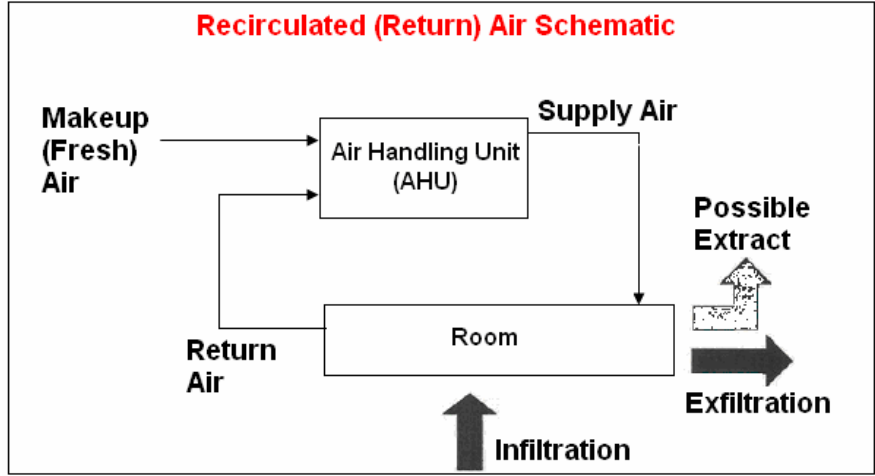 Recirculated (Return) Air Schematic
Makeup
(Fresh)
Air
Supply Air
Air Handling Unit
(AHU)
Possible
Extract
Return
Air
Room
Exfiltration
Infiltration